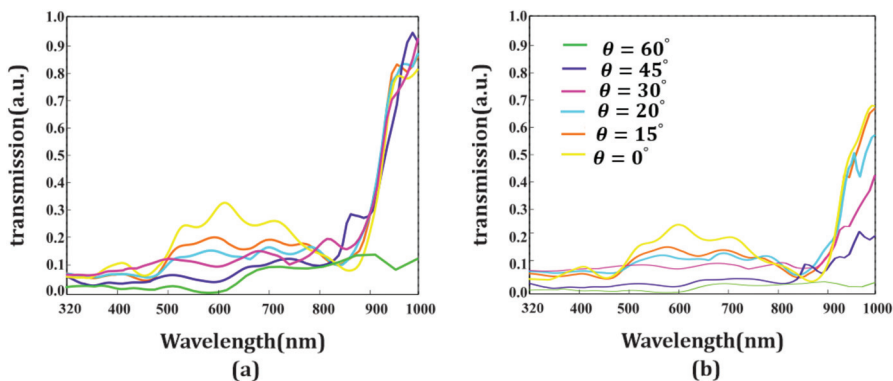 1.0
0.9
0.8
0.7
0.6
0.5
0.4
0.3
0.2
0.1
0.0
transmission(a.u.)
320 400 500 600 700 800 900 1000
Wavelength(nm)
(a)
1.0
0.9
0.8
0.7
0.6
0.5
0.4
0.3
0.2
0.1
0.0
transmission(a.u.)
θ = 60°
θ = 45°
θ = 30°
θ = 20°
θ = 15°
θ = 0°
320 400 500 600 700 800 900 1000
Wavelength(nm)
(b)